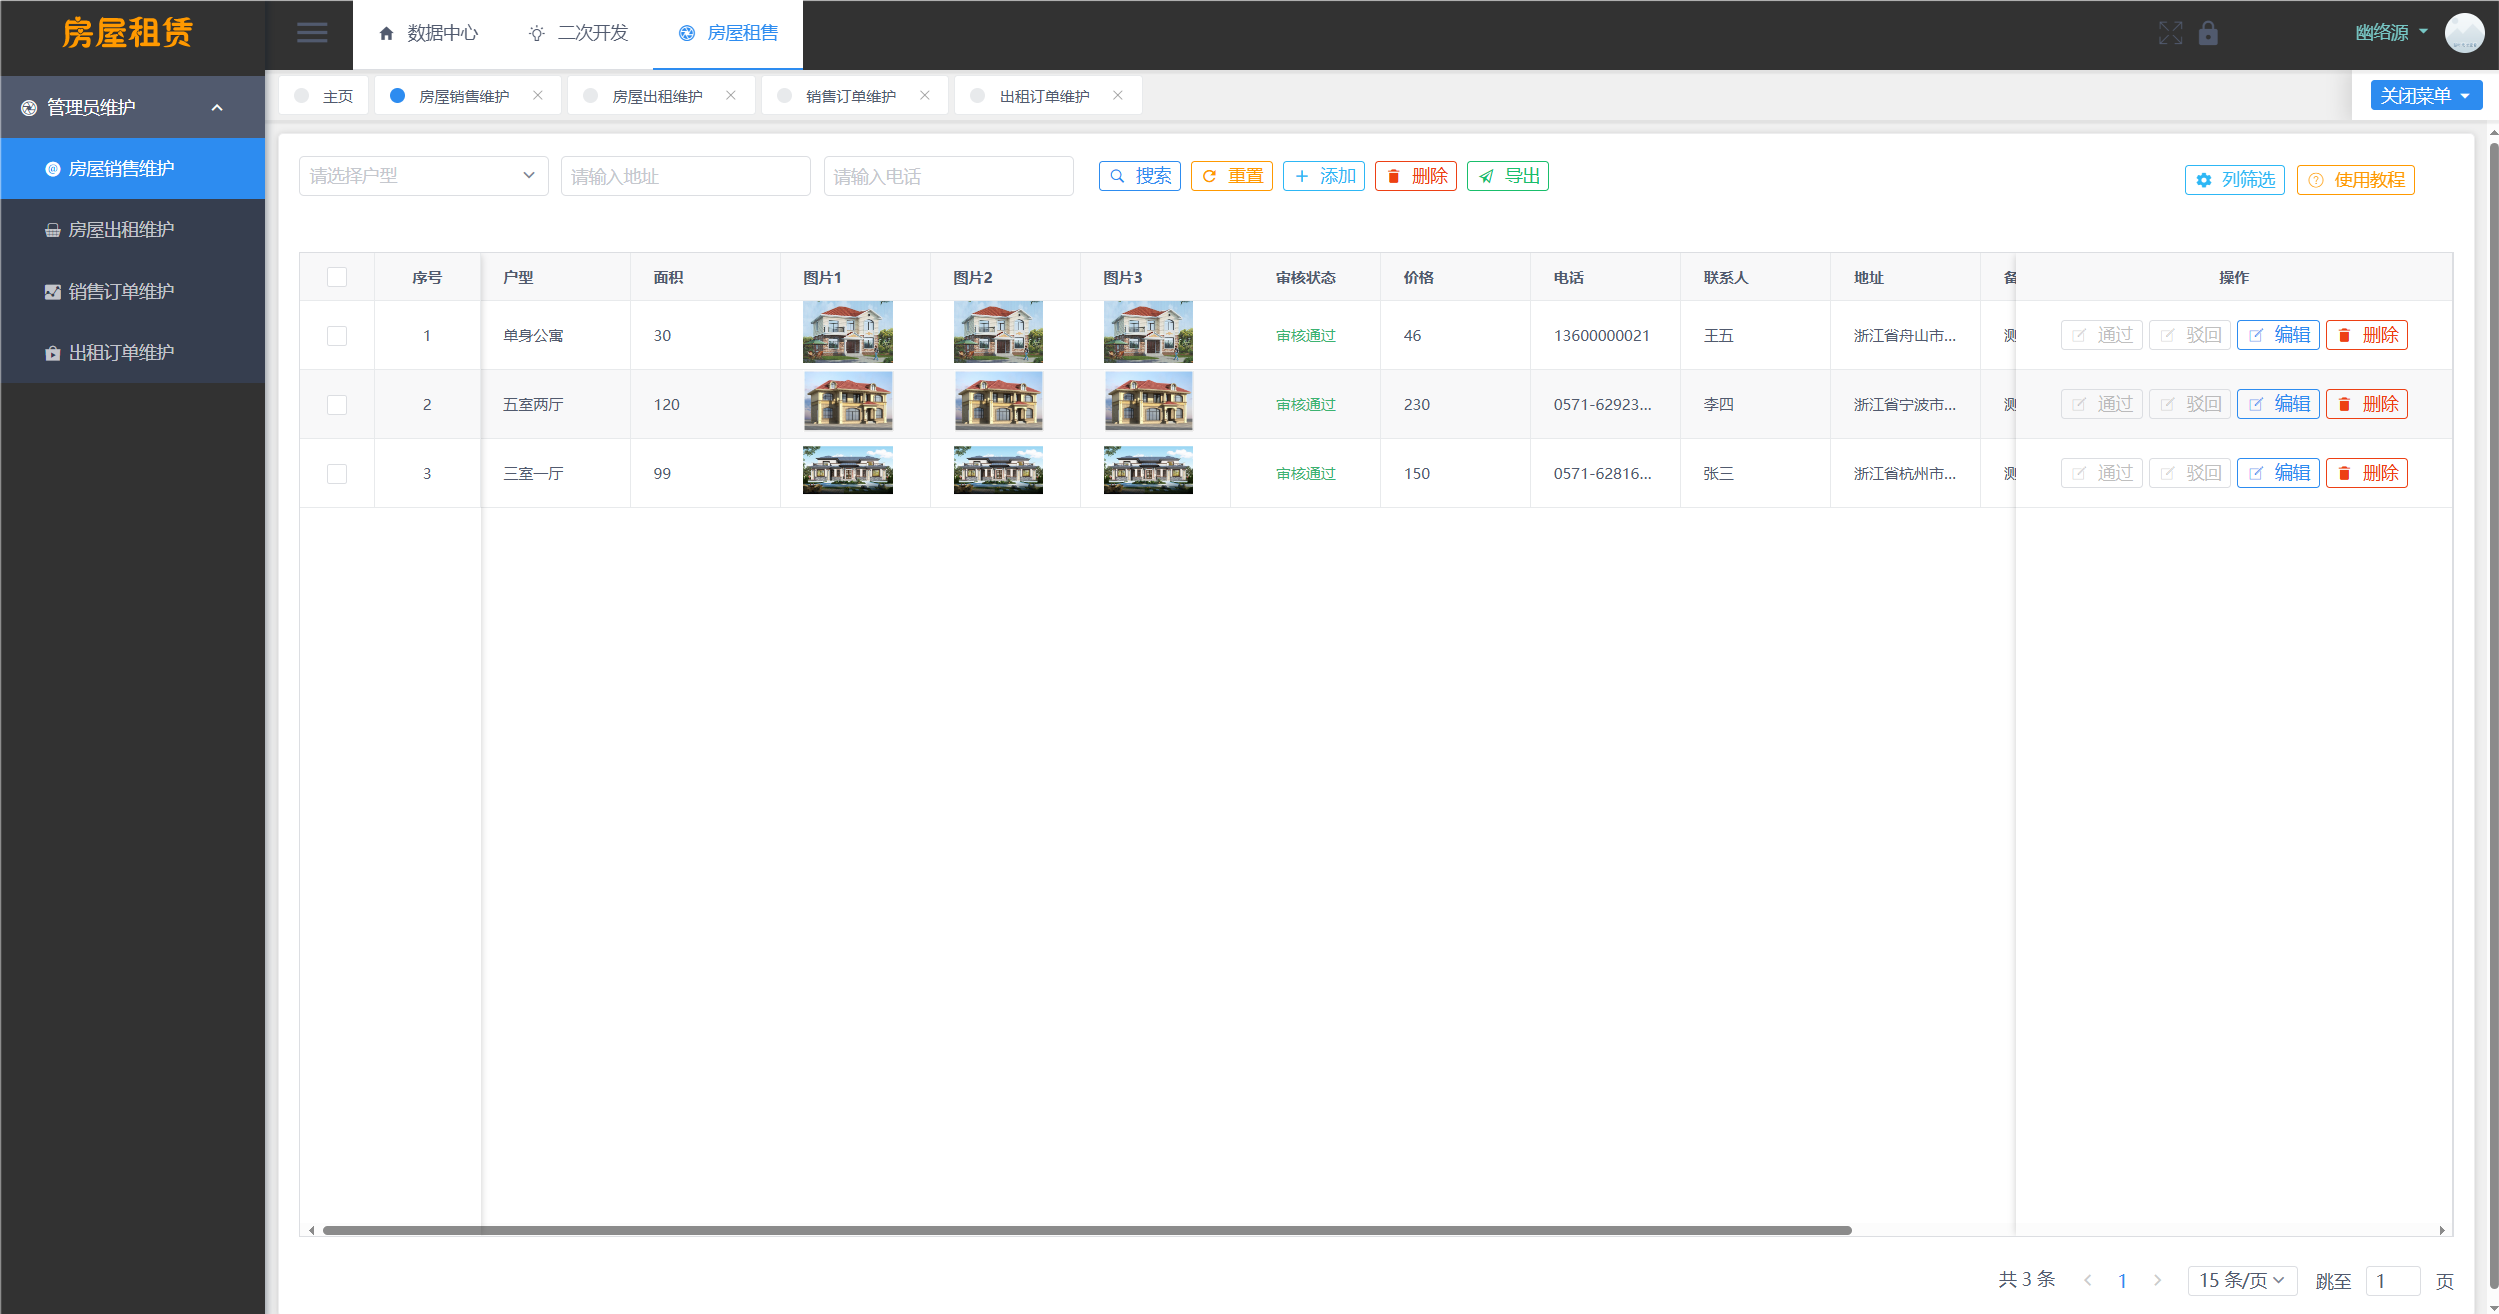 房屋租赁
数据中心 二次开发 房屋租售
幽络源
管理员维护
房屋销售维护
房屋出租维护
销售订单维护
出租订单维护
主页 房屋销售维护 房屋出租维护 销售订单维护 出租订单维护
关闭菜单
请选择户型 请输入地址 请输入电话 搜索 重置 添加 删除 导出
列筛选 使用教程
序号 户型 面积 图片1 图片2 图片3 审核状态 价格 电话 联系人 地址 操作
1 单身公寓 30 审核通过 46 13600000021 王五 浙江省舟山市... 测 通过 驳回 编辑 删除
2 五室两厅 120 审核通过 230 0571-62923... 李四 浙江省宁波市... 测 通过 驳回 编辑 删除
3 三室一厅 99 审核通过 150 0571-62816... 张三 浙江省杭州市... 测 通过 驳回 编辑 删除
共 3 条 1 15 条/页 跳至 1 页